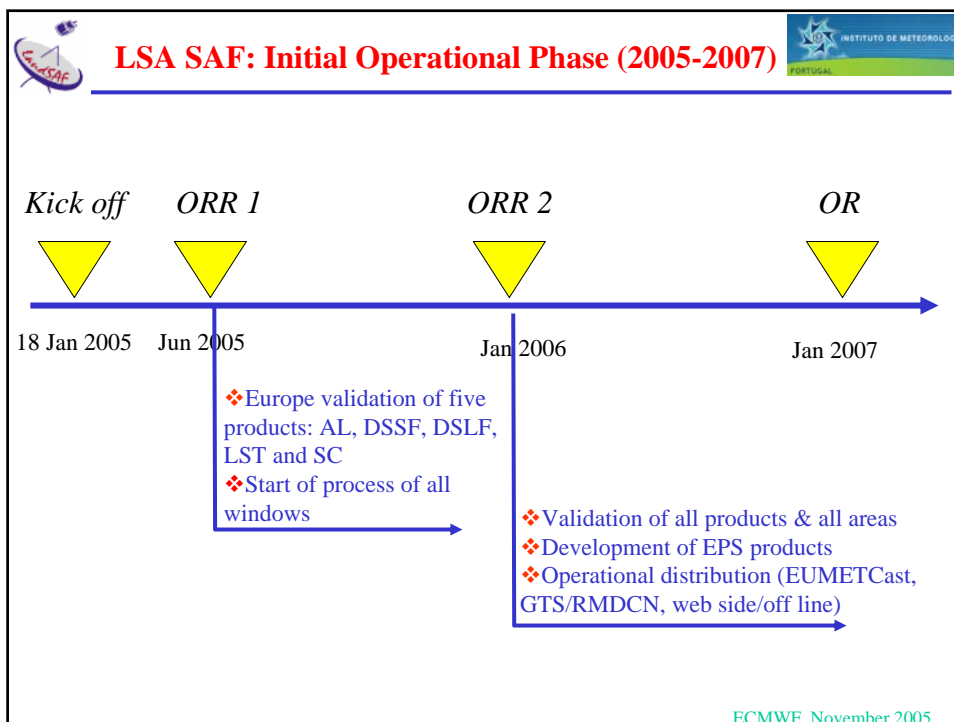 LandSAF
LSA SAF: Initial Operational Phase (2005-2007)
INSTITUTO DE METEOROLOG
PORTUGAL
Kick off ORR 1 ORR 2 OR
18 Jan 2005 Jun 2005 Jan 2006 Jan 2007
❖Europe validation of five
products: AL, DSSF, DSLF,
LST and SC
❖Start of process of all
windows
❖Validation of all products & all areas
❖Development of EPS products
❖Operational distribution (EUMETCast,
GTS/RMDCN, web side/off line)
ECMWF, November 2005